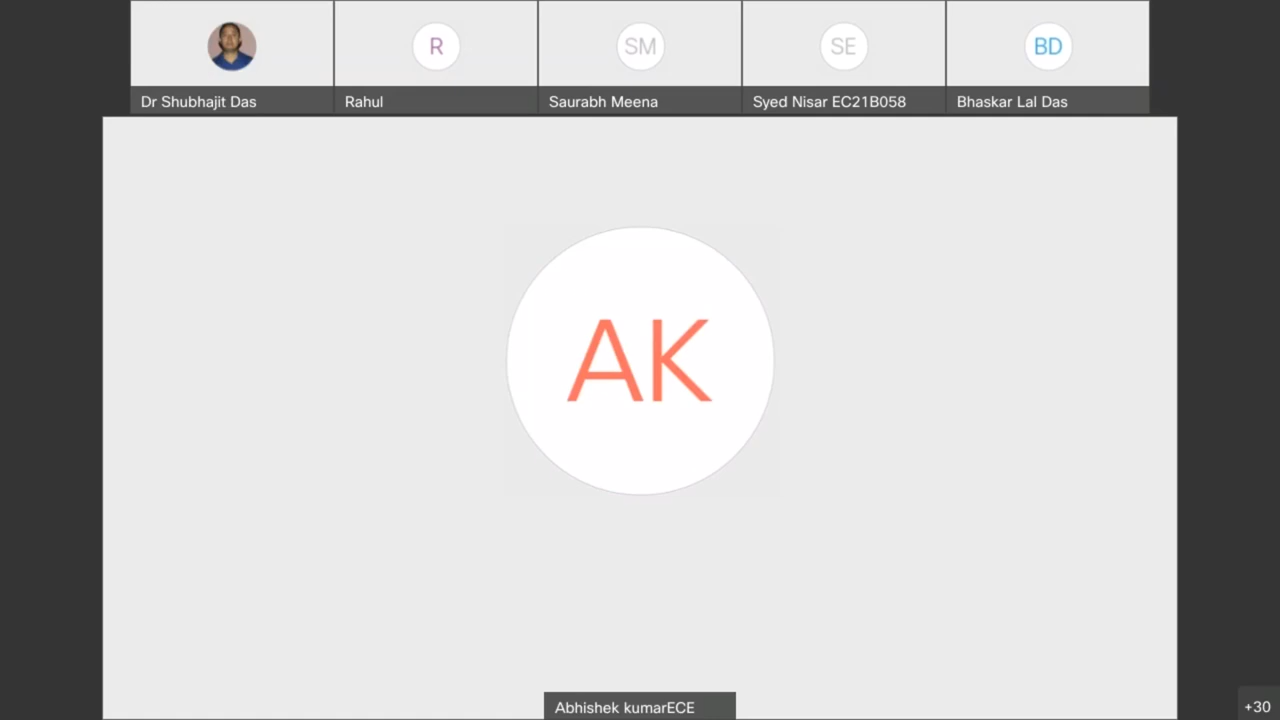 R
SM
SE
BD
Dr Shubhajit Das
Rahul
Saurabh Meena
Syed Nisar EC21B058
Bhaskar Lal Das
AK
Abhishek kumarECE
+30